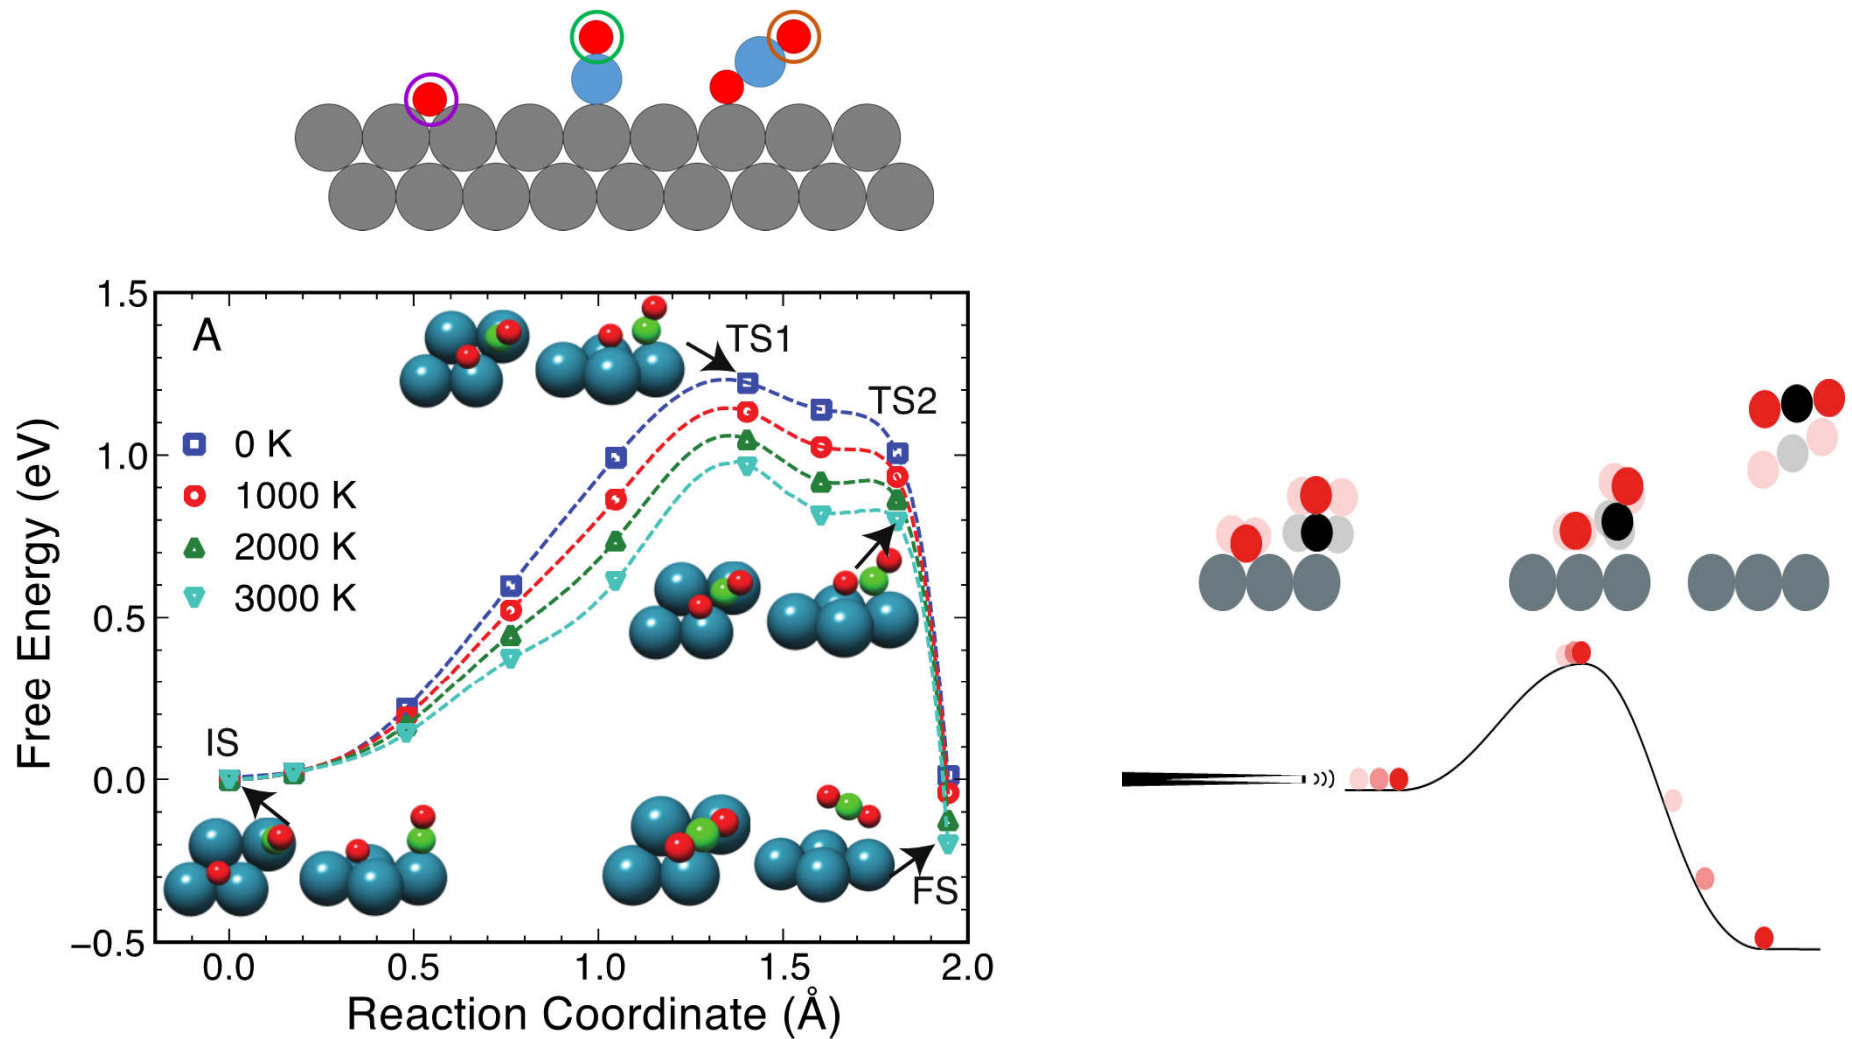 A
TS1
TS2
0 K
1000 K
2000 K
3000 K
IS
FS
1.5
1.0
0.5
0.0
−0.5
0.0 0.5 1.0 1.5 2.0
Free Energy (eV)
Reaction Coordinate (Å)